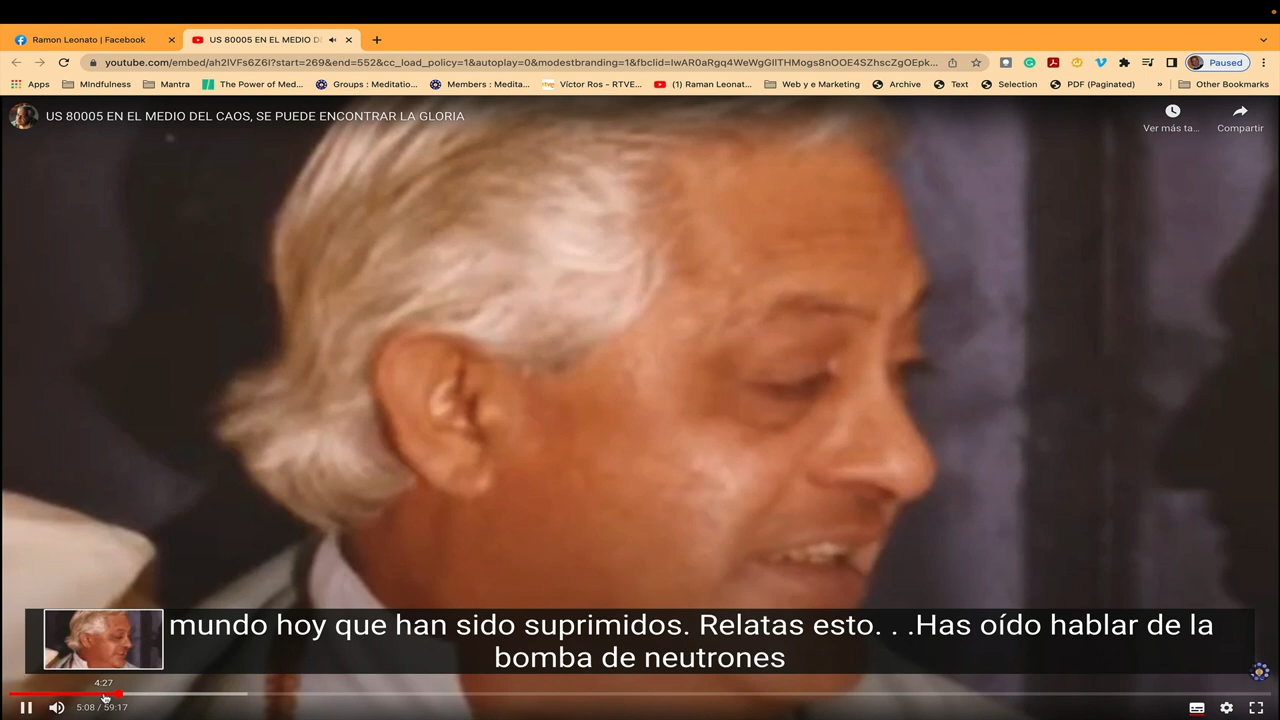 Ramon Leonato | Facebook
US 80005 EN EL MEDIO D
youtube.com/embed/ah2IVFs6Z6I?start=269&end=552&cc_load_policy=1&autoplay=0&modestbranding=1&fbclid=IwAR0aRgq4WeWgGIlTHMogs8nOOE4SZhscZgOEpk...
Paused
Apps
MIndfulness
Mantra
The Power of Med...
Groups : Meditatio...
Members : Medita...
Víctor Ros - RTVE...
(1) Raman Leonat...
Web y e Marketing
Archive
Text
Selection
PDF (Paginated)
»
Other Bookmarks
US 80005 EN EL MEDIO DEL CAOS, SE PUEDE ENCONTRAR LA GLORIA
Ver más ta...
Compartir
mundo hoy que han sido suprimidos. Relatas esto. . .Has oído hablar de la
bomba de neutrones
4:27
5:08 / 59:17